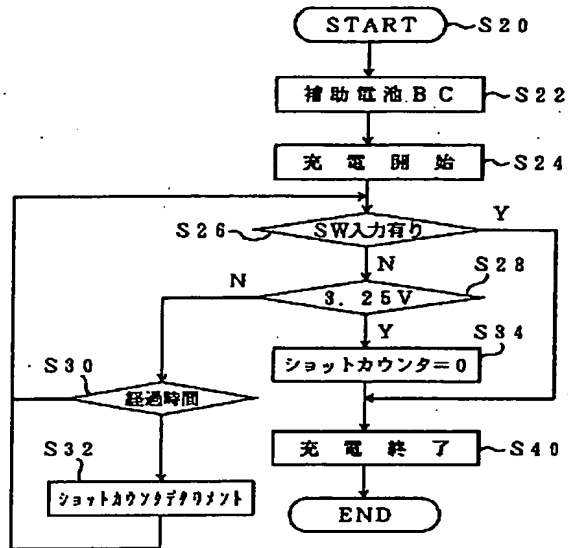 START
S20
補助電池.BC
S22
充電開始
S24
Y
S26
SW入力有り
N
S28
N
3.25V
Y
S34
S30
ショットカウンタ=0
経過時間
S32
充電終了
S40
ショットカウンタデクリメント
END